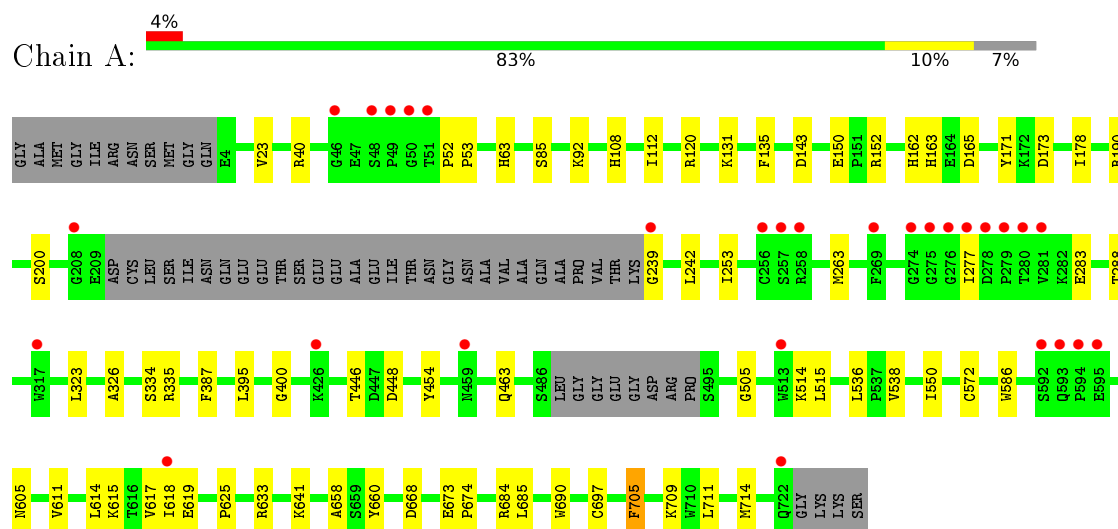 4%
Chain A:
83% 10% 7%
GLY ALA MET GLY ILE ARG ASN SER MET GLY GLN E4 V23 R40 G46 E47 S48 P49 G50 T51 P52 P53 H63 S85 K92 H108 I112 R120 K131 F135 D143 E150 P151 R152 H162 H163 E164 D165 Y171 K172 D173 I178
S200 G208 E209 ASP CYS LEU SER ILE ASN GLN GLU GLU THR SER GLU GLU ALA GLU ILE THR ASN GLY ASN ALA VAL ALA GLN ALA PRO VAL THR LYS G239 L242 I253 C256 S257 R258 M263 F269 G274 G275 G276 I277 D278 P279 T280 V281 K282 E283 T288
W317 L323 A326 S334 R335 F387 L395 G400 K426 T446 D447 D448 Y454 N459 Q463 S486 LEU GLY GLY GLU GLY ASP ARG PRO S495 G505 W513 K514 L515 L536 P537 V538 I550 C572 W586 S592 Q593 P594 E595
N605 V611 L614 K615 T616 V617 I618 E619 P625 R633 K641 A658 S659 Y660 D668 E673 P674 R684 L685 W690 C697 F705 K709 W710 L711 M714 Q722 GLY LYS LYS SER